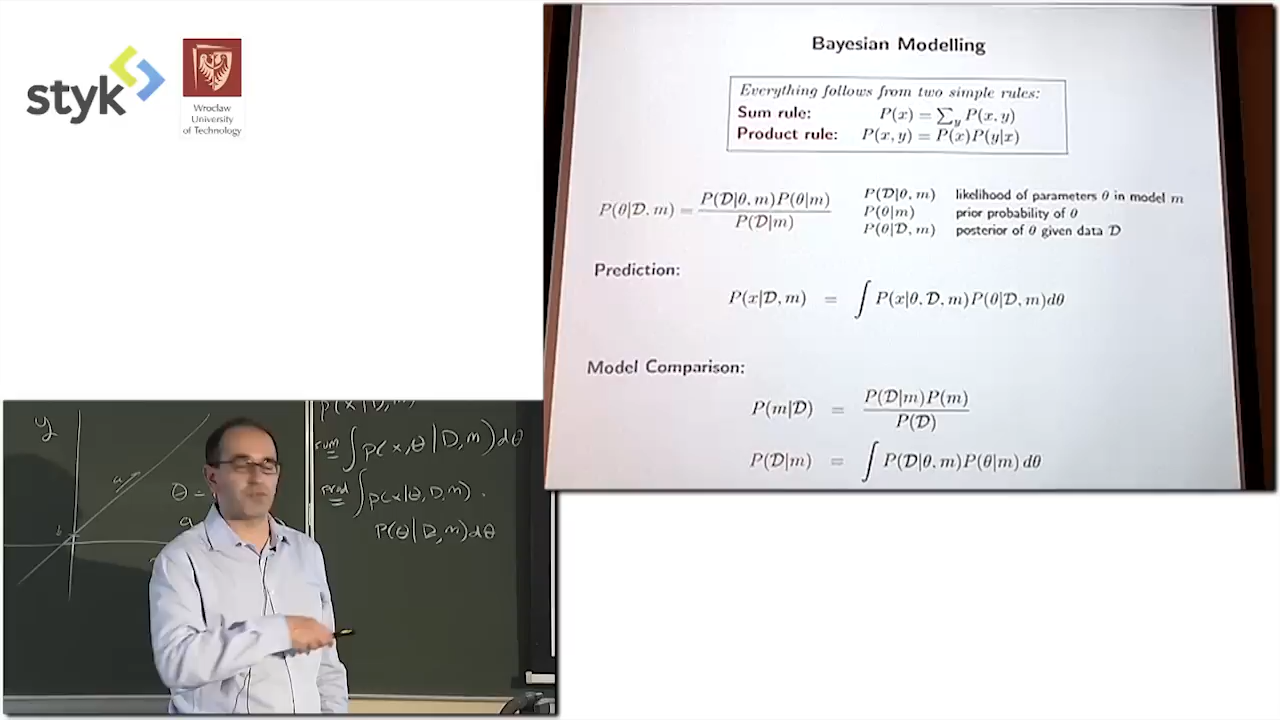 styk
Wrocław
University
of Technology
Bayesian Modelling
Everything follows from two simple rules:
Sum rule: P(x) = ∑_y P(x, y)
Product rule: P(x, y) = P(x)P(y|x)
P(θ|D, m) = P(D|θ, m)P(θ|m) / P(D|m)
P(D|θ, m) likelihood of parameters θ in model m
P(θ|m) prior probability of θ
P(θ|D, m) posterior of θ given data D
Prediction:
P(x|D, m) = ∫ P(x|θ, D, m)P(θ|D, m)dθ
Model Comparison:
P(m|D) = P(D|m)P(m) / P(D)
P(D|m) = ∫ P(D|θ, m)P(θ|m) dθ
y
a
b
θ =
a
P(x|D, m)
sum = ∫ P(x, θ|D, m)dθ
prod = ∫ P(x|θ, D, m) ·
P(θ|D, m)dθ